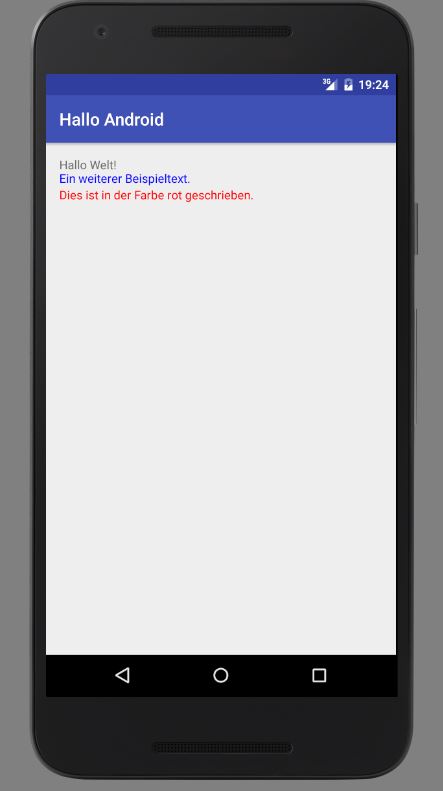 3G 19:24
Hallo Android
Hallo Welt!
Ein weiterer Beispieltext.
Dies ist in der Farbe rot geschrieben.